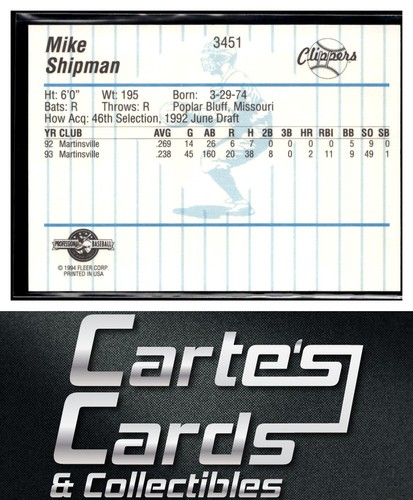 Mike
Shipman
3451
Clippers
Ht: 6'0" Wt: 195 Born: 3-29-74
Bats: R Throws: R Poplar Bluff, Missouri
How Acq: 46th Selection, 1992 June Draft
YR CLUB AVG G AB R H 2B 3B HR RBI BB SO SB
92 Martinsville .269 14 26 6 7 0 0 0 0 5 9 0
93 Martinsville .238 45 160 20 38 8 0 2 11 9 49 1
PROFESSIONAL BASEBALL
© 1994 FLEER CORP.
PRINTED IN USA
Carte's
Cards
& Collectibles